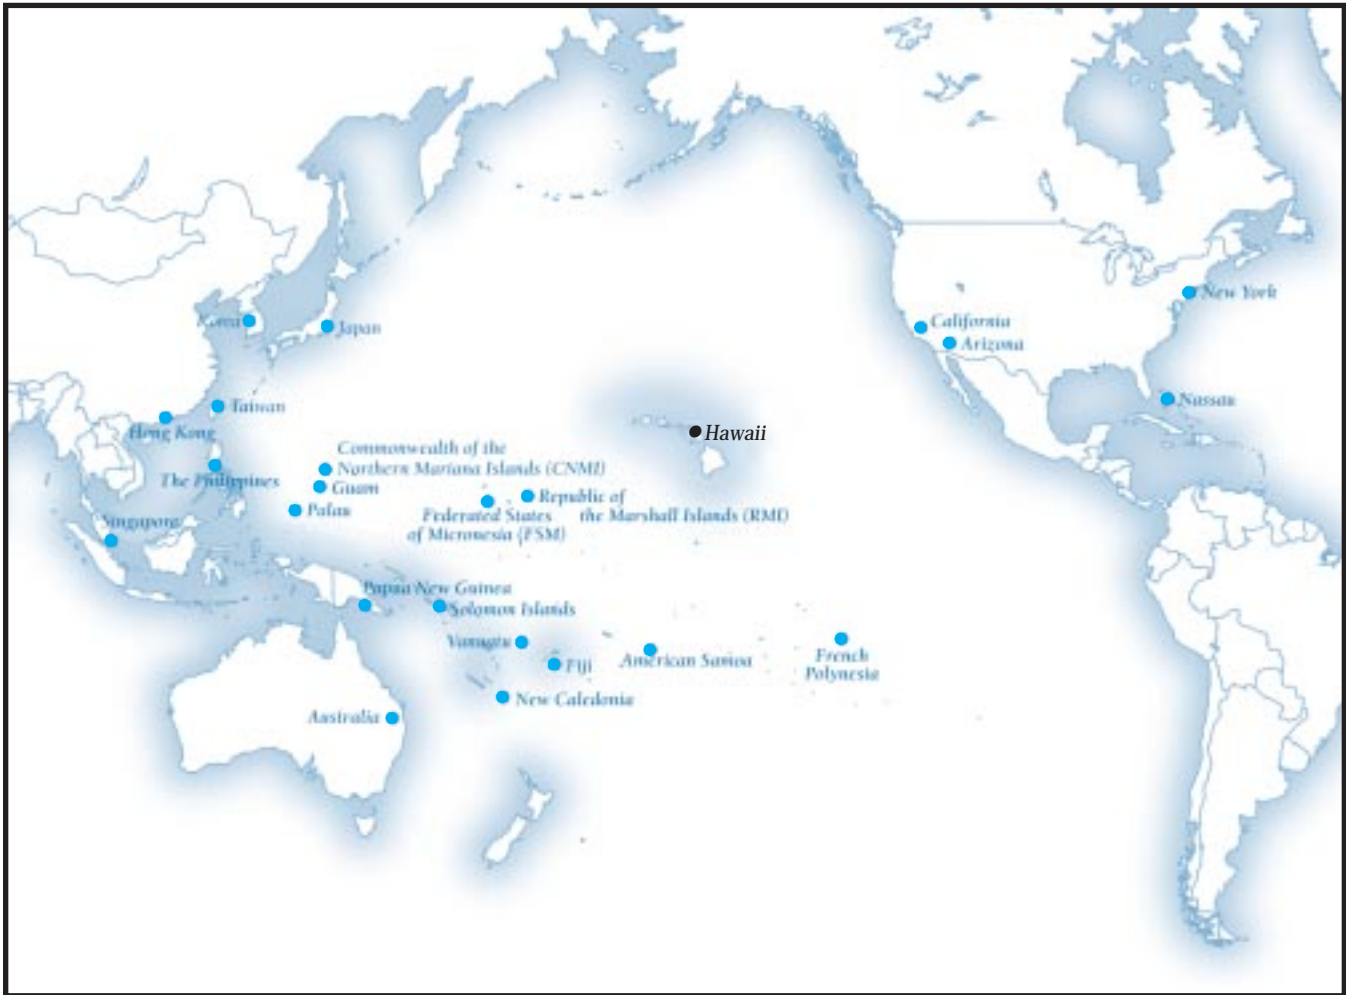 New York
California
Korea
Japan
Arizona
Nassau
Taiwan
Hong Kong
Hawaii
Commonwealth of the
Northern Mariana Islands (CNMI)
The Philippines
Guam
Republic of
the Marshall Islands (RMI)
Palau
Federated States
of Micronesia (FSM)
Singapore
Papua New Guinea
Solomon Islands
Vanuatu
Fiji
American Samoa
French
Polynesia
New Caledonia
Australia